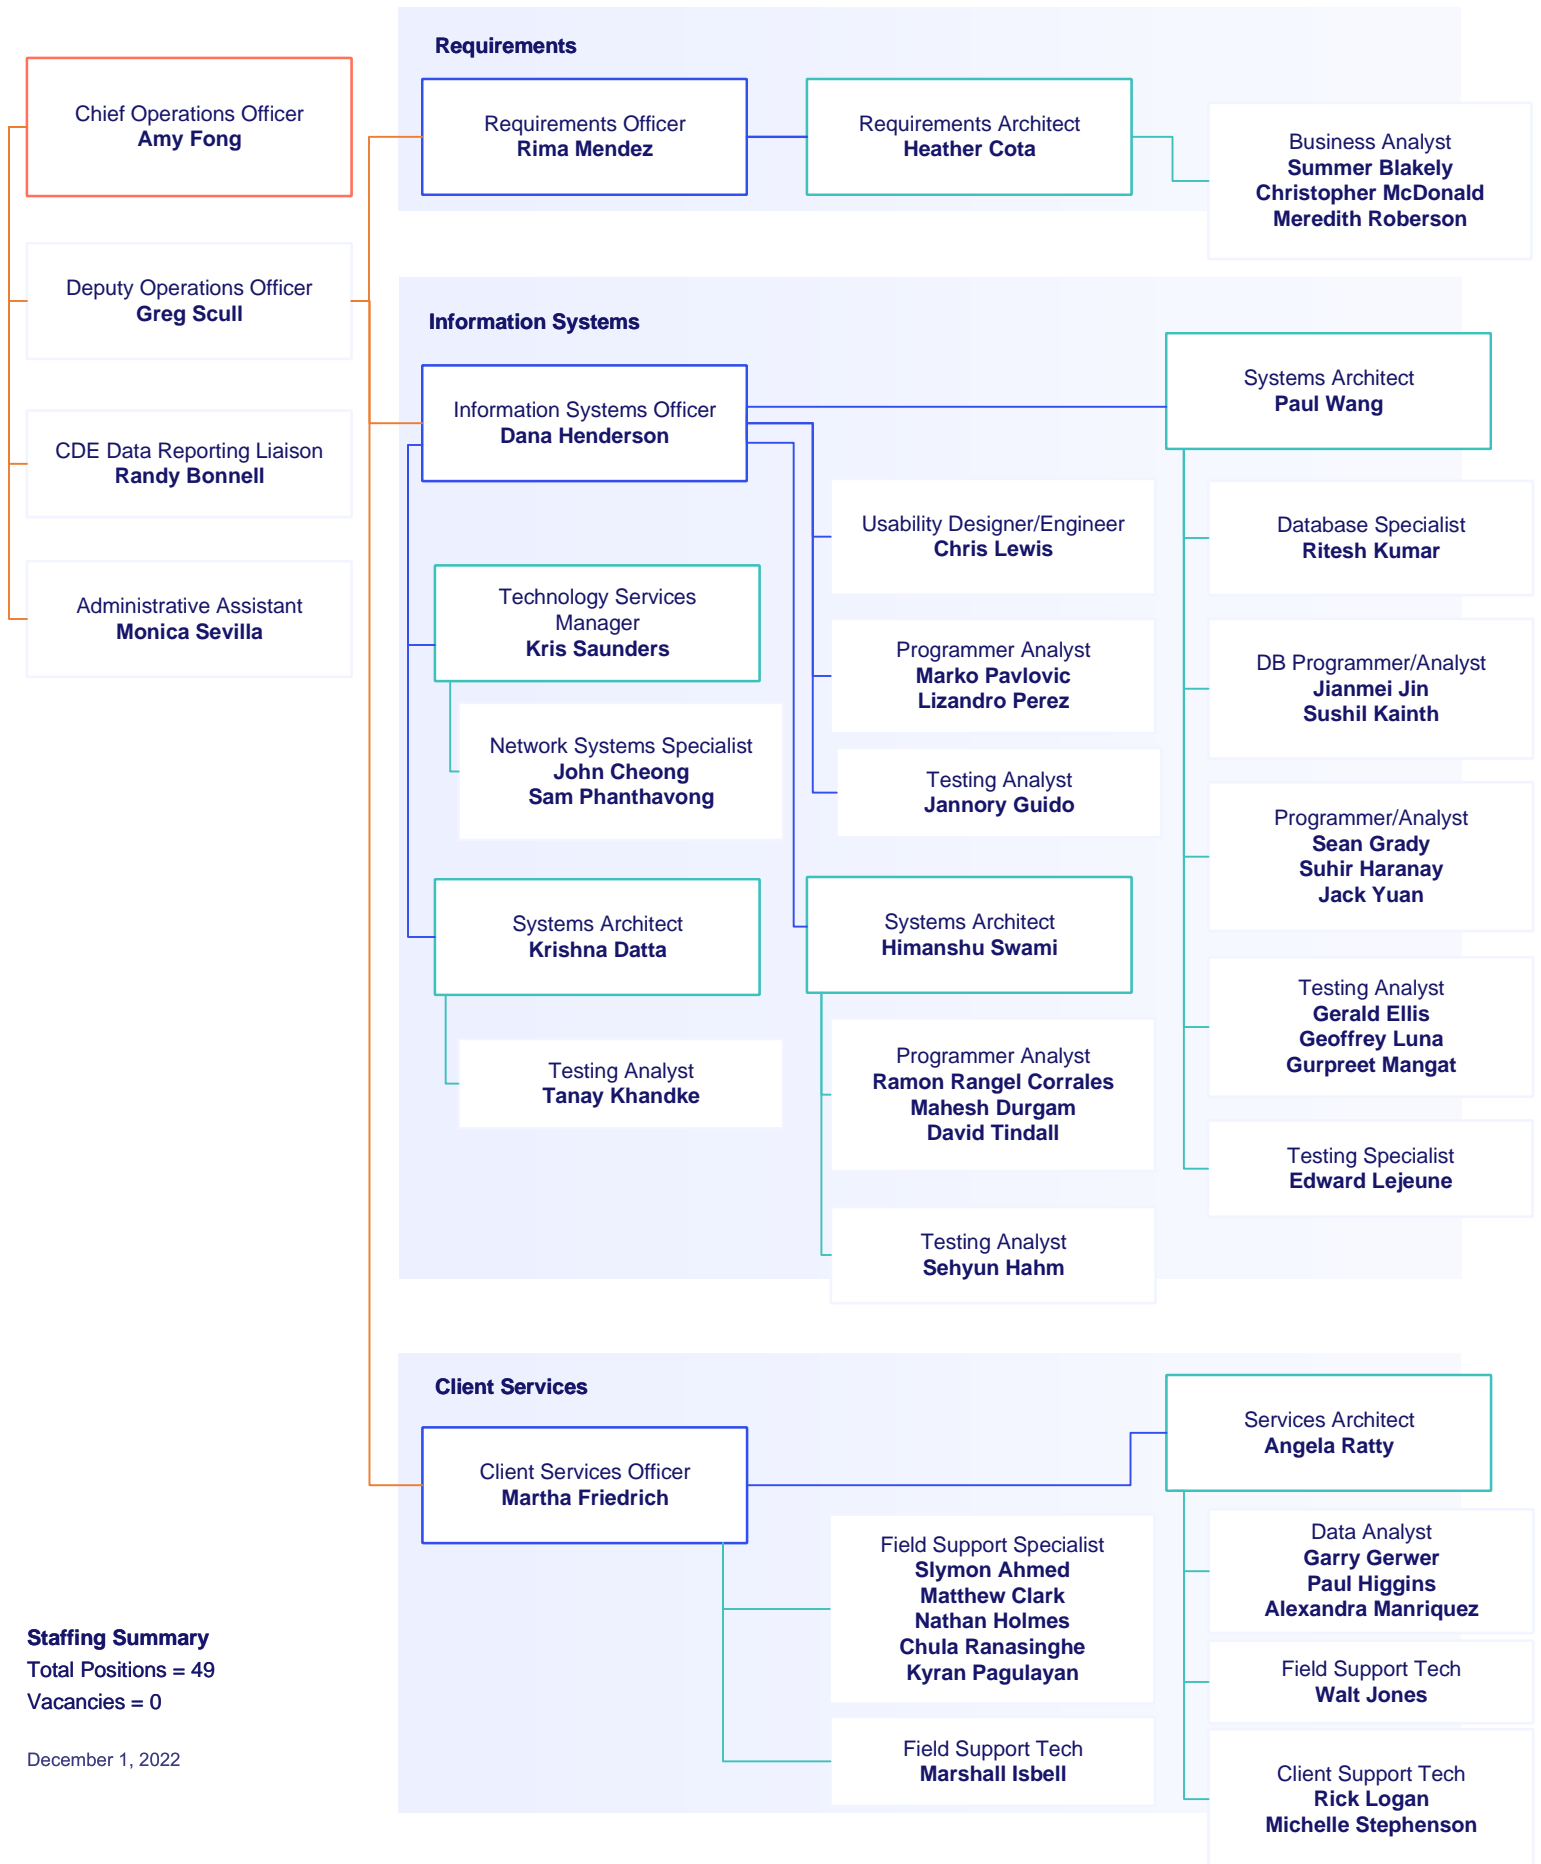 Chief Operations Officer
Amy Fong
Deputy Operations Officer
Greg Scull
CDE Data Reporting Liaison
Randy Bonnell
Administrative Assistant
Monica Sevilla
Requirements
Requirements Officer
Rima Mendez
Requirements Architect
Heather Cota
Business Analyst
Summer Blakely
Christopher McDonald
Meredith Roberson
Information Systems
Information Systems Officer
Dana Henderson
Technology Services
Manager
Kris Saunders
Network Systems Specialist
John Cheong
Sam Phanthavong
Systems Architect
Krishna Datta
Testing Analyst
Tanay Khandke
Usability Designer/Engineer
Chris Lewis
Programmer Analyst
Marko Pavlovic
Lizandro Perez
Testing Analyst
Jannory Guido
Systems Architect
Himanshu Swami
Programmer Analyst
Ramon Rangel Corrales
Mahesh Durgam
David Tindall
Testing Analyst
Sehyun Hahm
Systems Architect
Paul Wang
Database Specialist
Ritesh Kumar
DB Programmer/Analyst
Jianmei Jin
Sushil Kainth
Programmer/Analyst
Sean Grady
Suhir Haranay
Jack Yuan
Testing Analyst
Gerald Ellis
Geoffrey Luna
Gurpreet Mangat
Testing Specialist
Edward Lejeune
Client Services
Client Services Officer
Martha Friedrich
Field Support Specialist
Slymon Ahmed
Matthew Clark
Nathan Holmes
Chula Ranasinghe
Kyran Pagulayan
Field Support Tech
Marshall Isbell
Services Architect
Angela Ratty
Data Analyst
Garry Gerwer
Paul Higgins
Alexandra Manriquez
Field Support Tech
Walt Jones
Client Support Tech
Rick Logan
Michelle Stephenson
Staffing Summary
Total Positions = 49
Vacancies = 0
December 1, 2022